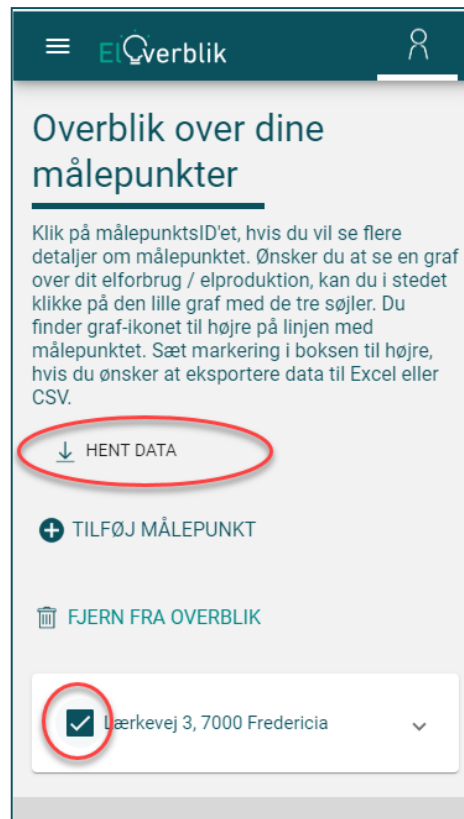 ElOverblik
Overblik over dine
målepunkter
Klik på målepunktsID'et, hvis du vil se flere
detaljer om målepunktet. Ønsker du at se en graf
over dit elforbrug / elproduktion, kan du i stedet
klikke på den lille graf med de tre søjler. Du
finder graf-ikonet til højre på linjen med
målepunktet. Sæt markering i boksen til højre,
hvis du ønsker at eksportere data til Excel eller
CSV.
HENT DATA
TILFØJ MÅLEPUNKT
FJERN FRA OVERBLIK
Lærkevej 3, 7000 Fredericia